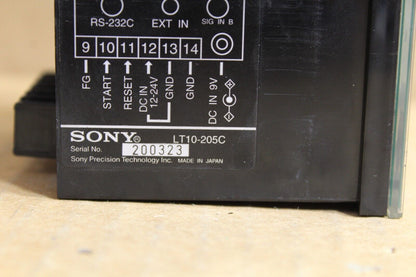 RS-232C EXT IN SIG IN B
9 10 11 12 13 14
FG START RESET DC IN 12-24V GND GND DC IN 9V
SONY® LT10-205C
Serial No. 200323
Sony Precision Technology Inc. MADE IN JAPAN